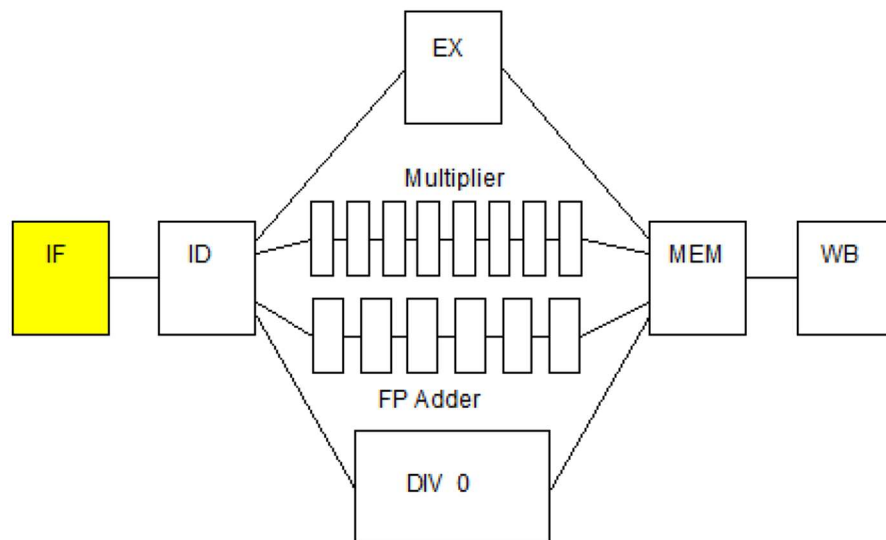 EX
Multiplier
IF
ID
MEM
WB
FP Adder
DIV 0